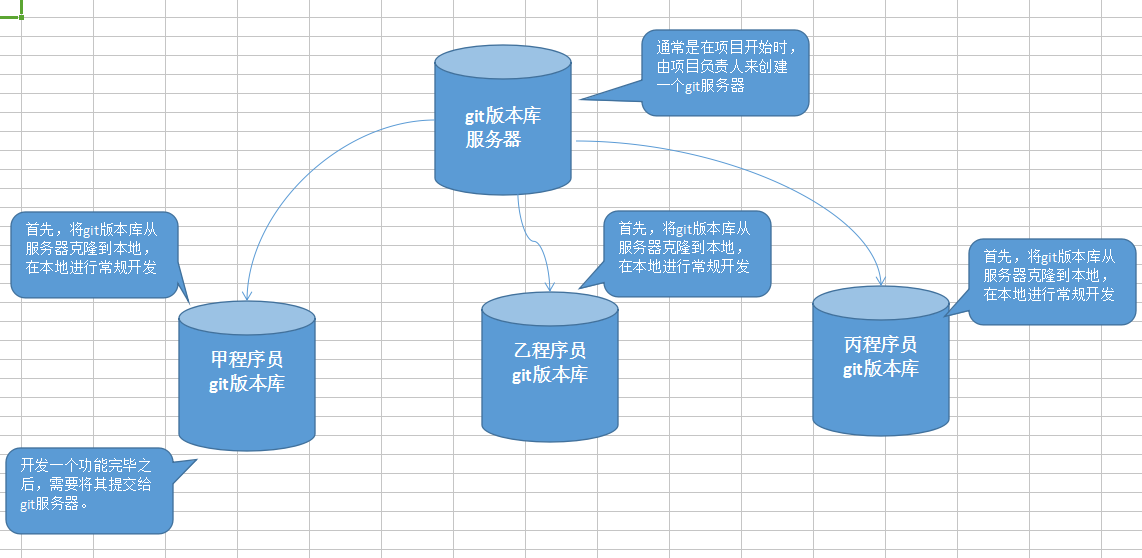 通常是在项目开始时，
由项目负责人来创建
一个git服务器
git版本库
服务器
首先，将git版本库从
服务器克隆到本地，
在本地进行常规开发
首先，将git版本库从
服务器克隆到本地，
在本地进行常规开发
首先，将git版本库从
服务器克隆到本地，
在本地进行常规开发
甲程序员
git版本库
乙程序员
git版本库
丙程序员
git版本库
开发一个功能完毕之
后，需要将其提交给
git服务器。